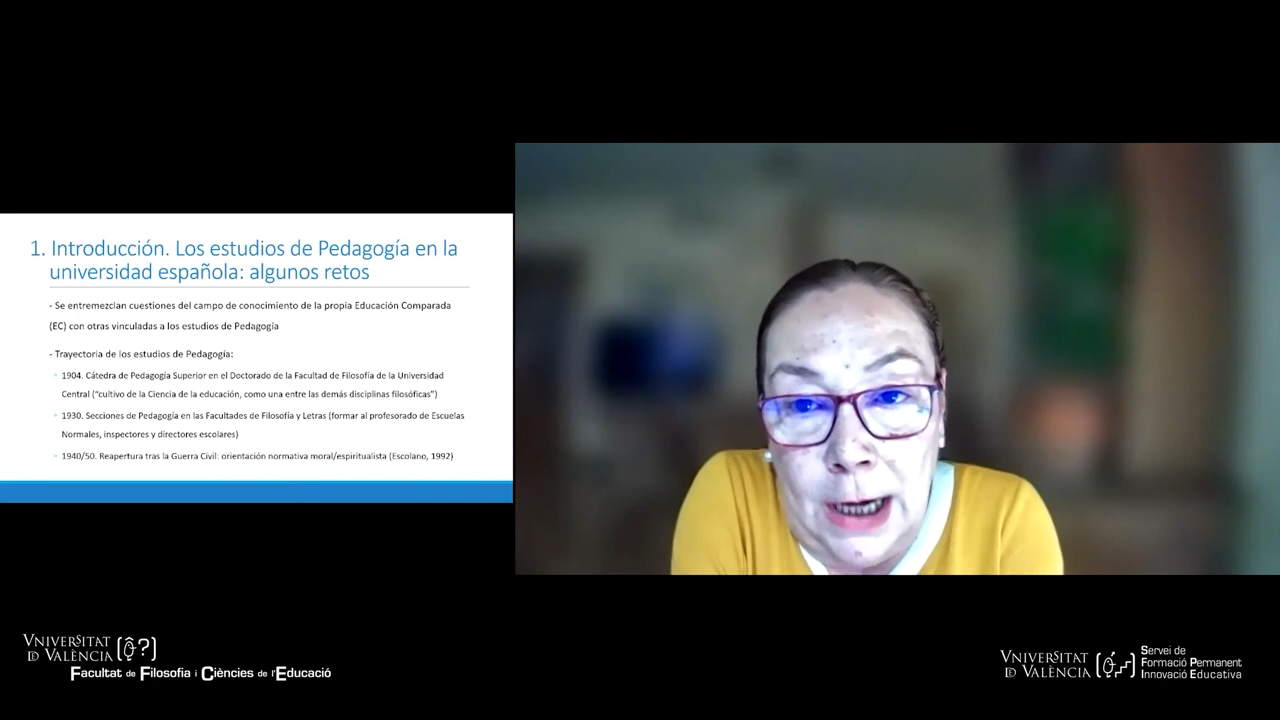 1. Introducción. Los estudios de Pedagogía en la
universidad española: algunos retos
- Se entremezclan cuestiones del campo de conocimiento de la propia Educación Comparada
(EC) con otras vinculadas a los estudios de Pedagogía
- Trayectoria de los estudios de Pedagogía:
1904. Cátedra de Pedagogía Superior en el Doctorado de la Facultad de Filosofía de la Universidad
Central (“cultivo de la Ciencia de la educación, como una entre las demás disciplinas filosóficas”)
1930. Secciones de Pedagogía en las Facultades de Filosofía y Letras (formar al profesorado de Escuelas
Normales, inspectores y directores escolares)
1940/50. Reapertura tras la Guerra Civil: orientación normativa moral/espiritualista (Escolano, 1992)
VNIVERSITAT
ID VALÈNCIA
Facultat de Filosofia i Ciències de l'Educació
VNIVERSITAT
ID VALÈNCIA
Servei de
Formació Permanent
Innovació Educativa